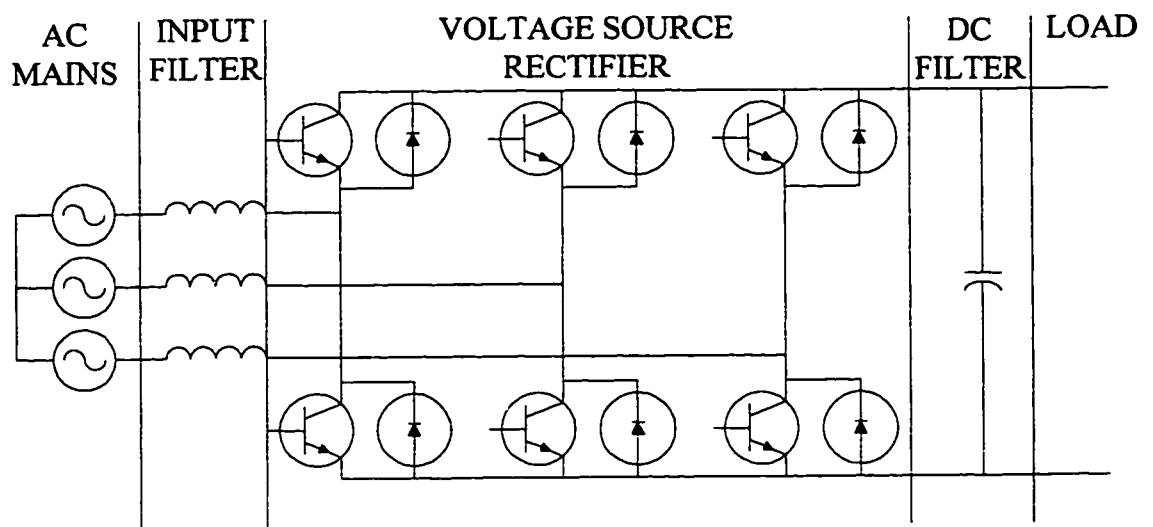 AC
MAINS
INPUT
FILTER
VOLTAGE SOURCE
RECTIFIER
DC
FILTER
LOAD